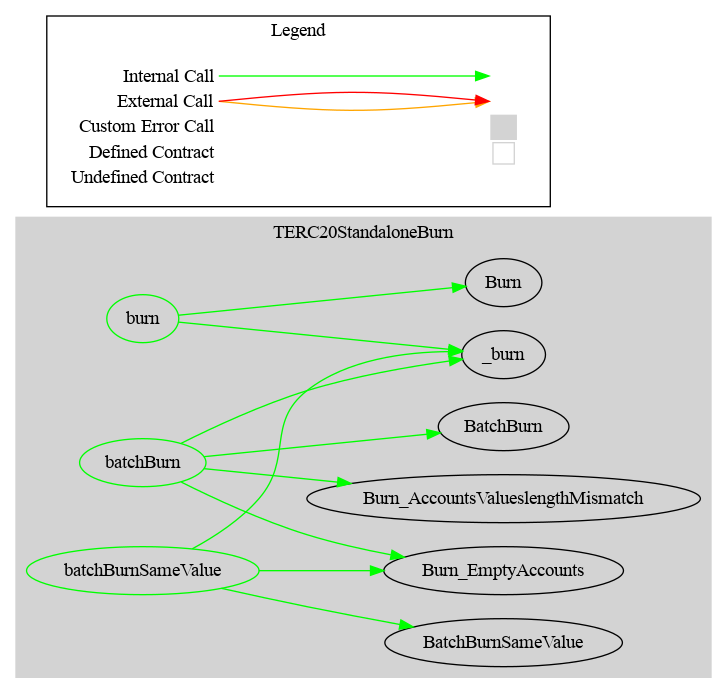 Legend
Internal Call
External Call
Custom Error Call
Defined Contract
Undefined Contract
TERC20StandaloneBurn
Burn
burn
_burn
BatchBurn
batchBurn
Burn_AccountsValueslengthMismatch
batchBurnSameValue
Burn_EmptyAccounts
BatchBurnSameValue